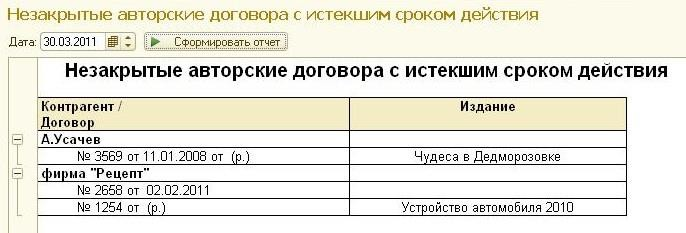 Незакрытые авторские договора с истекшим сроком действия
Дата: 30.03.2011 Сформировать отчет
Незакрытые авторские договора с истекшим сроком действия
Контрагент / Издание
Договор
А.Усачев
№ 3569 от 11.01.2008 от (р.) Чудеса в Дедморозовке
фирма "Рецепт"
№ 2658 от 02.02.2011
№ 1254 от (р.) Устройство автомобиля 2010